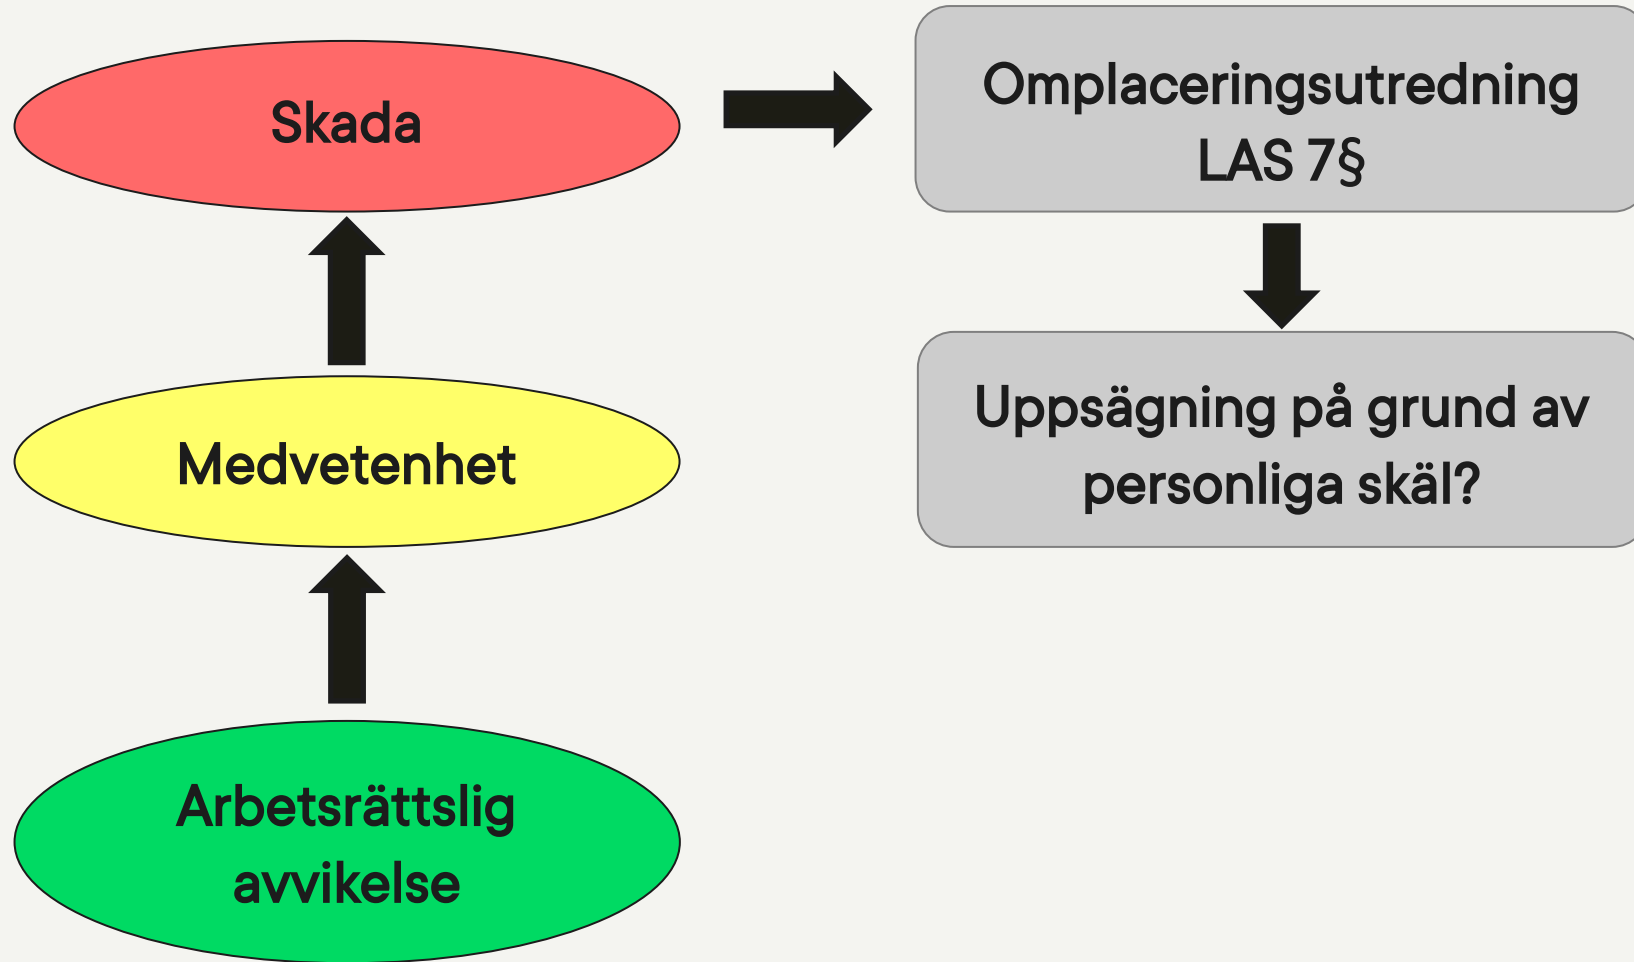 Skada
Omplaceringsutredning
LAS 7§
Medvetenhet
Uppsägning på grund av
personliga skäl?
Arbetsrättslig
avvikelse